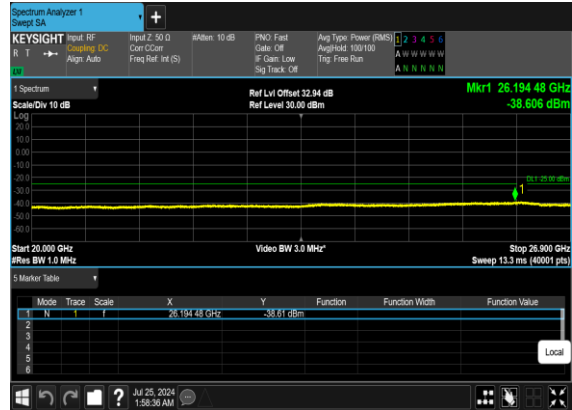 Spectrum Analyzer 1
Swept SA
+
KEYSIGHT Input: RF Input Z: 50 Ω #Atten: 10 dB PNO: Fast Avg Type: Power (RMS) 1 2 3 4 5 6
R T Coupling: DC Corr CCorr Gate: Off Avg|Hold: 100/100 A W W W W W
Align: Auto Freq Ref: Int (S) IF Gain: Low Trig: Free Run
Sig Track: Off A N N N N N
1 Spectrum Ref Lvl Offset 32.94 dB Mkr1 26.194 48 GHz
Scale/Div 10 dB Ref Level 30.00 dBm -38.606 dBm
Log
20.0
10.0
0.00
-10.0
-20.0
DL1 -25.00 dBm
-30.0
1
-40.0
-50.0
-60.0
Start 20.000 GHz Video BW 3.0 MHz* Stop 26.900 GHz
#Res BW 1.0 MHz Sweep 13.3 ms (40001 pts)
5 Marker Table
Mode Trace Scale X Y Function Function Width Function Value
1 N 1 f 26.194 48 GHz -38.61 dBm
2
3
4
5
6
Local
? Jul 25, 2024
1:58:36 AM